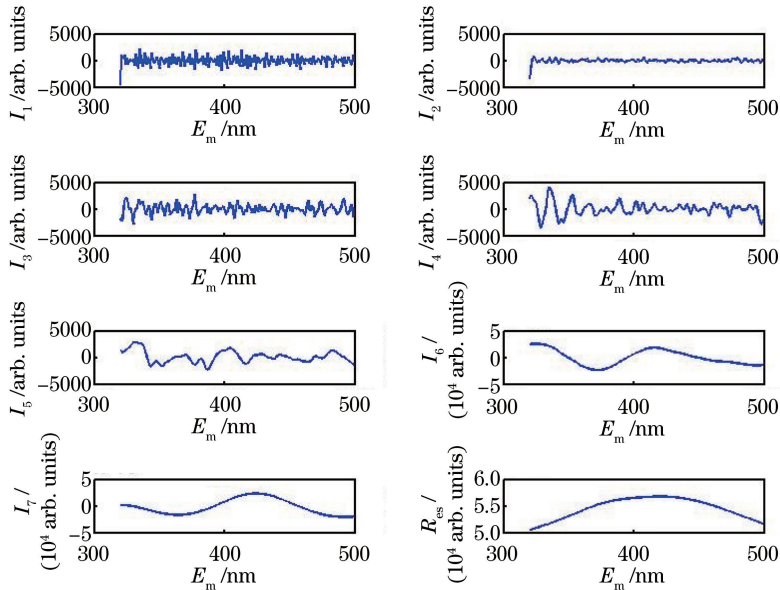 I1 /arb. units
5000
0
−5000
300
400
500
Em /nm
I2 /arb. units
5000
0
−5000
300
400
500
Em /nm
I3 /arb. units
5000
0
−5000
300
400
500
Em /nm
I4 /arb. units
5000
0
−5000
300
400
500
Em /nm
I5 /arb. units
5000
0
−5000
300
400
500
Em /nm
I6 /
(10^4 arb. units)
5
0
−5
300
400
500
Em /nm
I7 /
(10^4 arb. units)
5
0
−5
300
400
500
Em /nm
Res /
(10^4 arb. units)
6.0
5.5
5.0
300
400
500
Em /nm